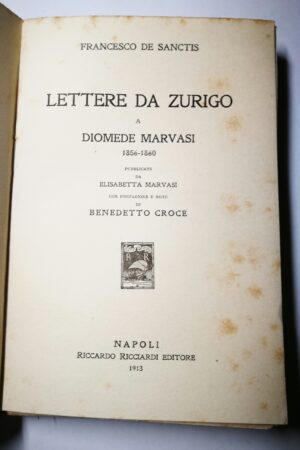 FRANCESCO DE SANCTIS
LETTERE DA ZURIGO
A
DIOMEDE MARVASI
1856-1860
PUBBLICATE
DA
ELISABETTA MARVASI
CON PREFAZIONE E NOTE
DI
BENEDETTO CROCE
NAPOLI
RICCARDO RICCIARDI EDITORE
1913